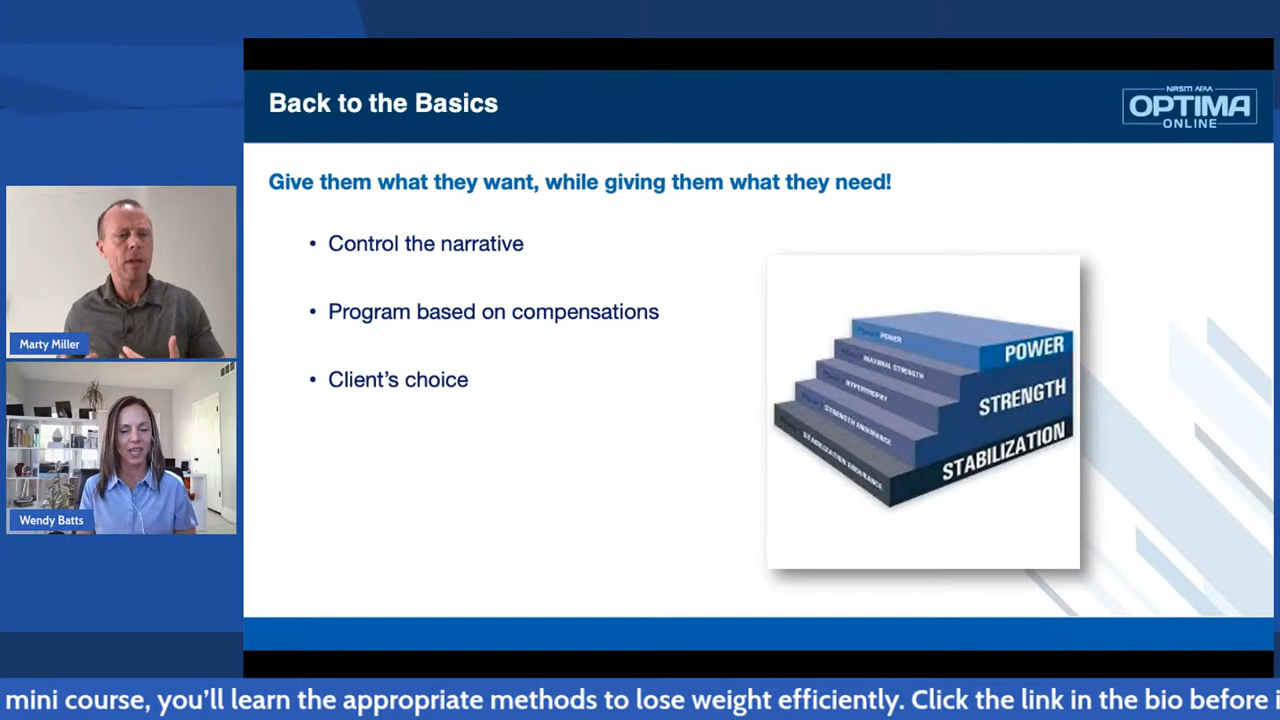 Back to the Basics
NASM AFAA
OPTIMA
ONLINE
Give them what they want, while giving them what they need!
• Control the narrative
• Program based on compensations
• Client's choice
POWER
MAXIMAL STRENGTH
HYPERTROPHY
STRENGTH ENDURANCE
STABILIZATION ENDURANCE
POWER
STRENGTH
STABILIZATION
Marty Miller
Wendy Batts
mini course, you'll learn the appropriate methods to lose weight efficiently. Click the link in the bio before